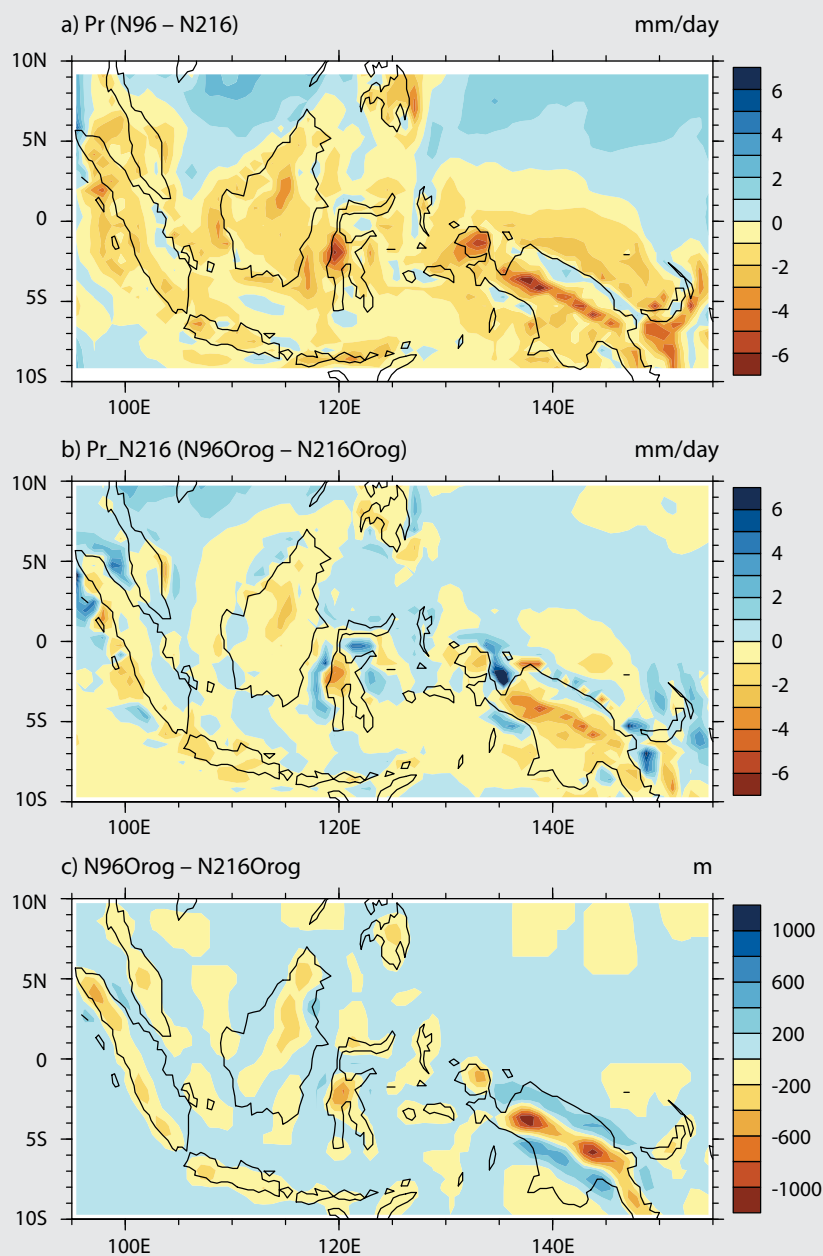 a) Pr (N96 – N216) mm/day
10N
5N
0
5S
10S
100E 120E 140E
6
4
2
0
-2
-4
-6
b) Pr_N216 (N96Orog – N216Orog) mm/day
10N
5N
0
5S
10S
100E 120E 140E
6
4
2
0
-2
-4
-6
c) N96Orog – N216Orog m
10N
5N
0
5S
10S
100E 120E 140E
1000
600
200
-200
-600
-1000